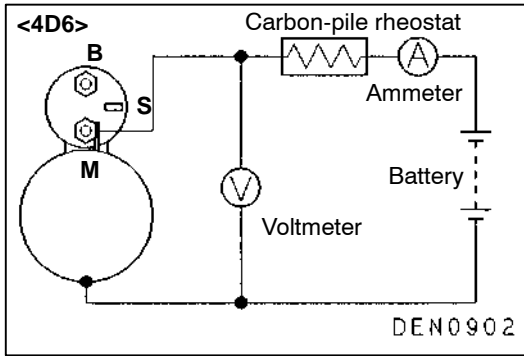 <4D6>
Carbon-pile rheostat
B
S
A
Ammeter
M
V
Battery
Voltmeter
DEN0902